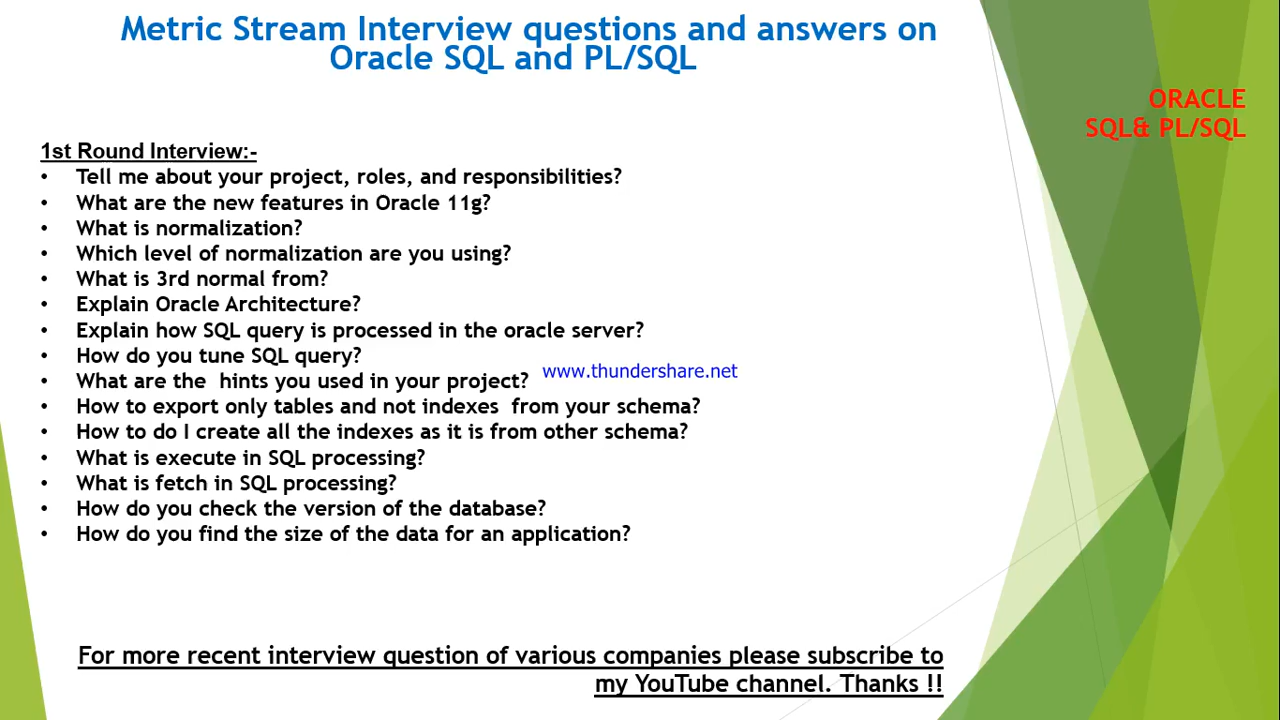 Metric Stream Interview questions and answers on
Oracle SQL and PL/SQL
ORACLE
SQL& PL/SQL
1st Round Interview:-
• Tell me about your project, roles, and responsibilities?
• What are the new features in Oracle 11g?
• What is normalization?
• Which level of normalization are you using?
• What is 3rd normal from?
• Explain Oracle Architecture?
• Explain how SQL query is processed in the oracle server?
• How do you tune SQL query?
• What are the  hints you used in your project?
www.thundershare.net
• How to export only tables and not indexes  from your schema?
• How to do I create all the indexes as it is from other schema?
• What is execute in SQL processing?
• What is fetch in SQL processing?
• How do you check the version of the database?
• How do you find the size of the data for an application?
For more recent interview question of various companies please subscribe to
my YouTube channel. Thanks !!